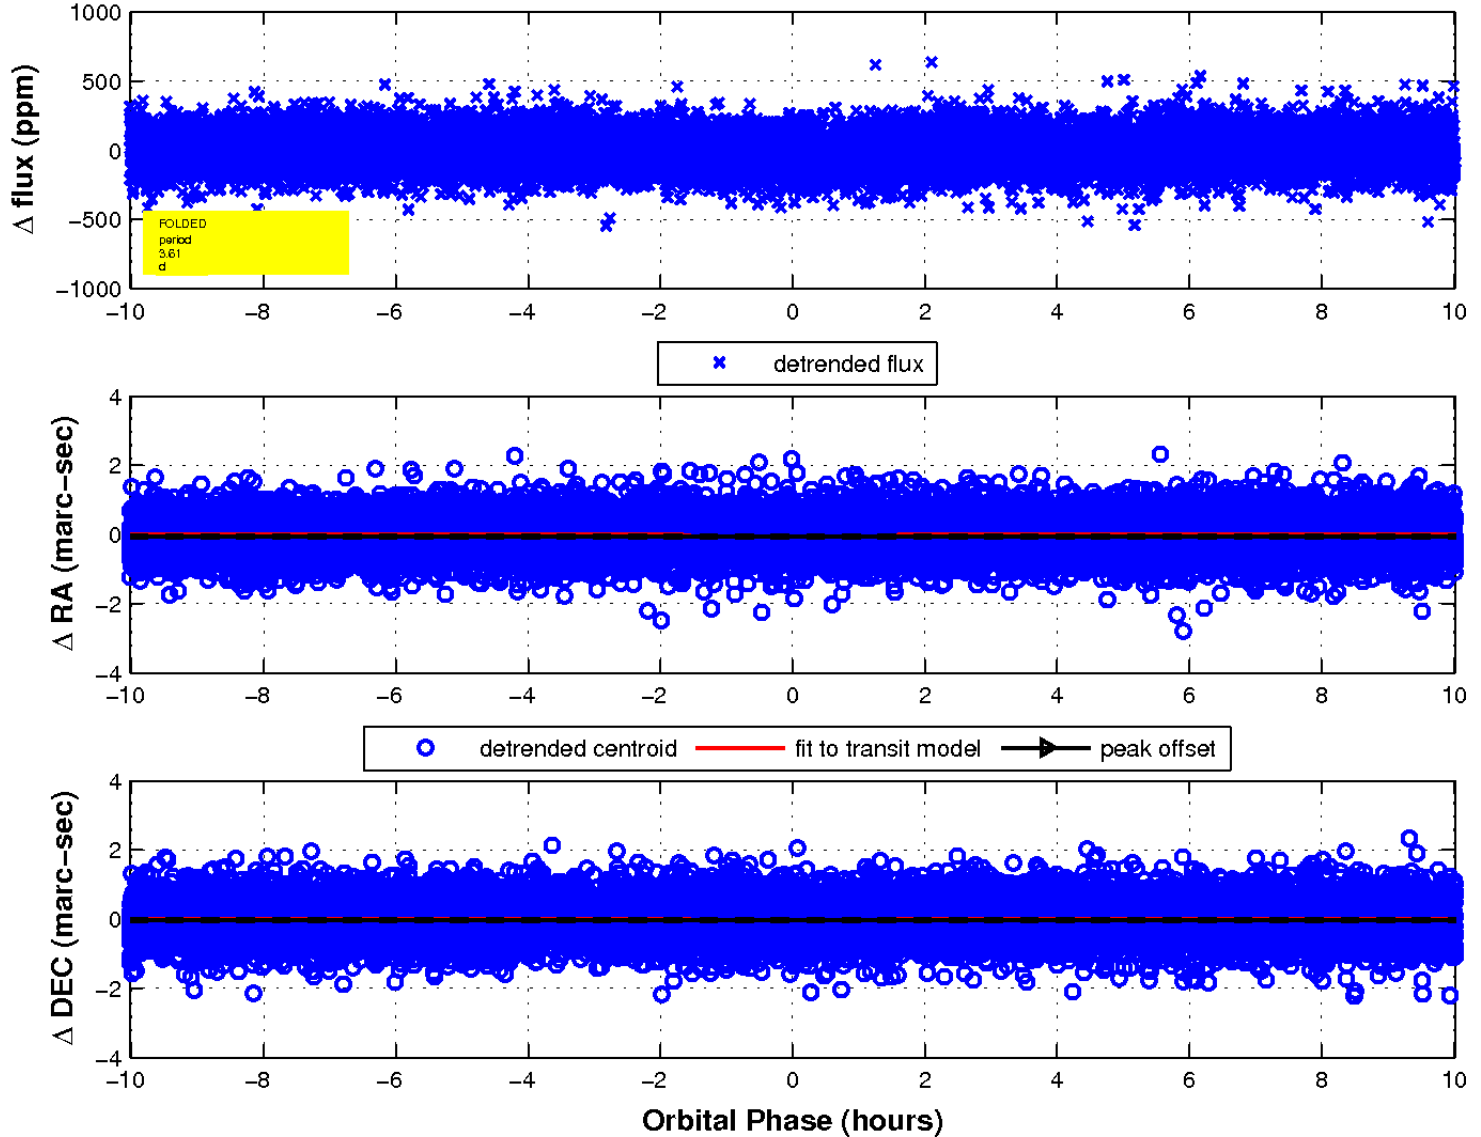 1000
500
0
−500
−1000
Δ flux (ppm)
FOLDED
period
3.61
d
−10 −8 −6 −4 −2 0 2 4 6 8 10
detrended flux
4
2
0
−2
−4
Δ RA (marc−sec)
−10 −8 −6 −4 −2 0 2 4 6 8 10
detrended centroid fit to transit model peak offset
4
2
0
−2
−4
Δ DEC (marc−sec)
−10 −8 −6 −4 −2 0 2 4 6 8 10
Orbital Phase (hours)